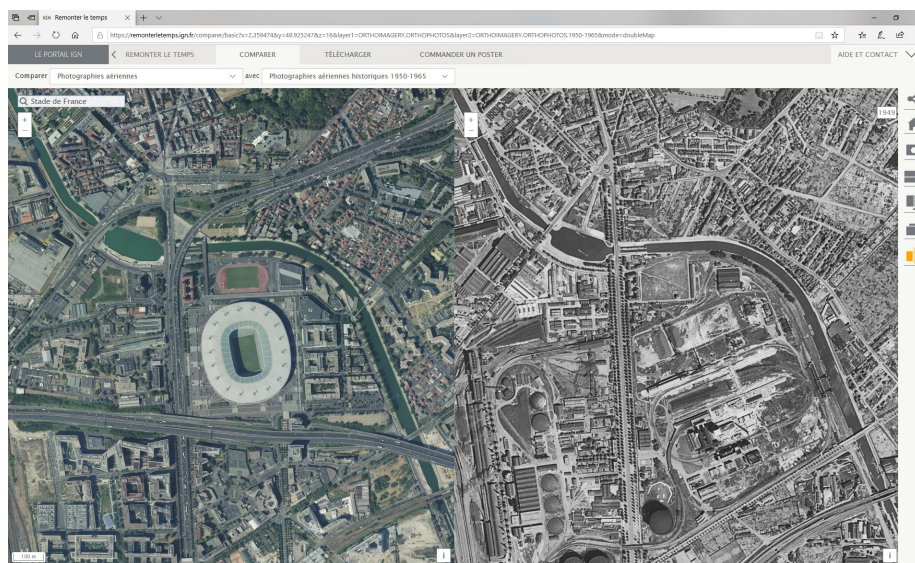 IGN Remonter le temps
https://remonterletemps.ign.fr/comparer/basic?x=2.359474&y=48.925247&z=16&layer1=ORTHOIMAGERY.ORTHOPHOTOS&layer2=ORTHOIMAGERY.ORTHOPHOTOS.1950-1965&mode=doubleMap
LE PORTAIL IGN REMONTER LE TEMPS COMPARER TÉLÉCHARGER COMMANDER UN POSTER AIDE ET CONTACT
Comparer Photographies aériennes avec Photographies aériennes historiques 1950-1965
Stade de France
1949
100 m
i
i